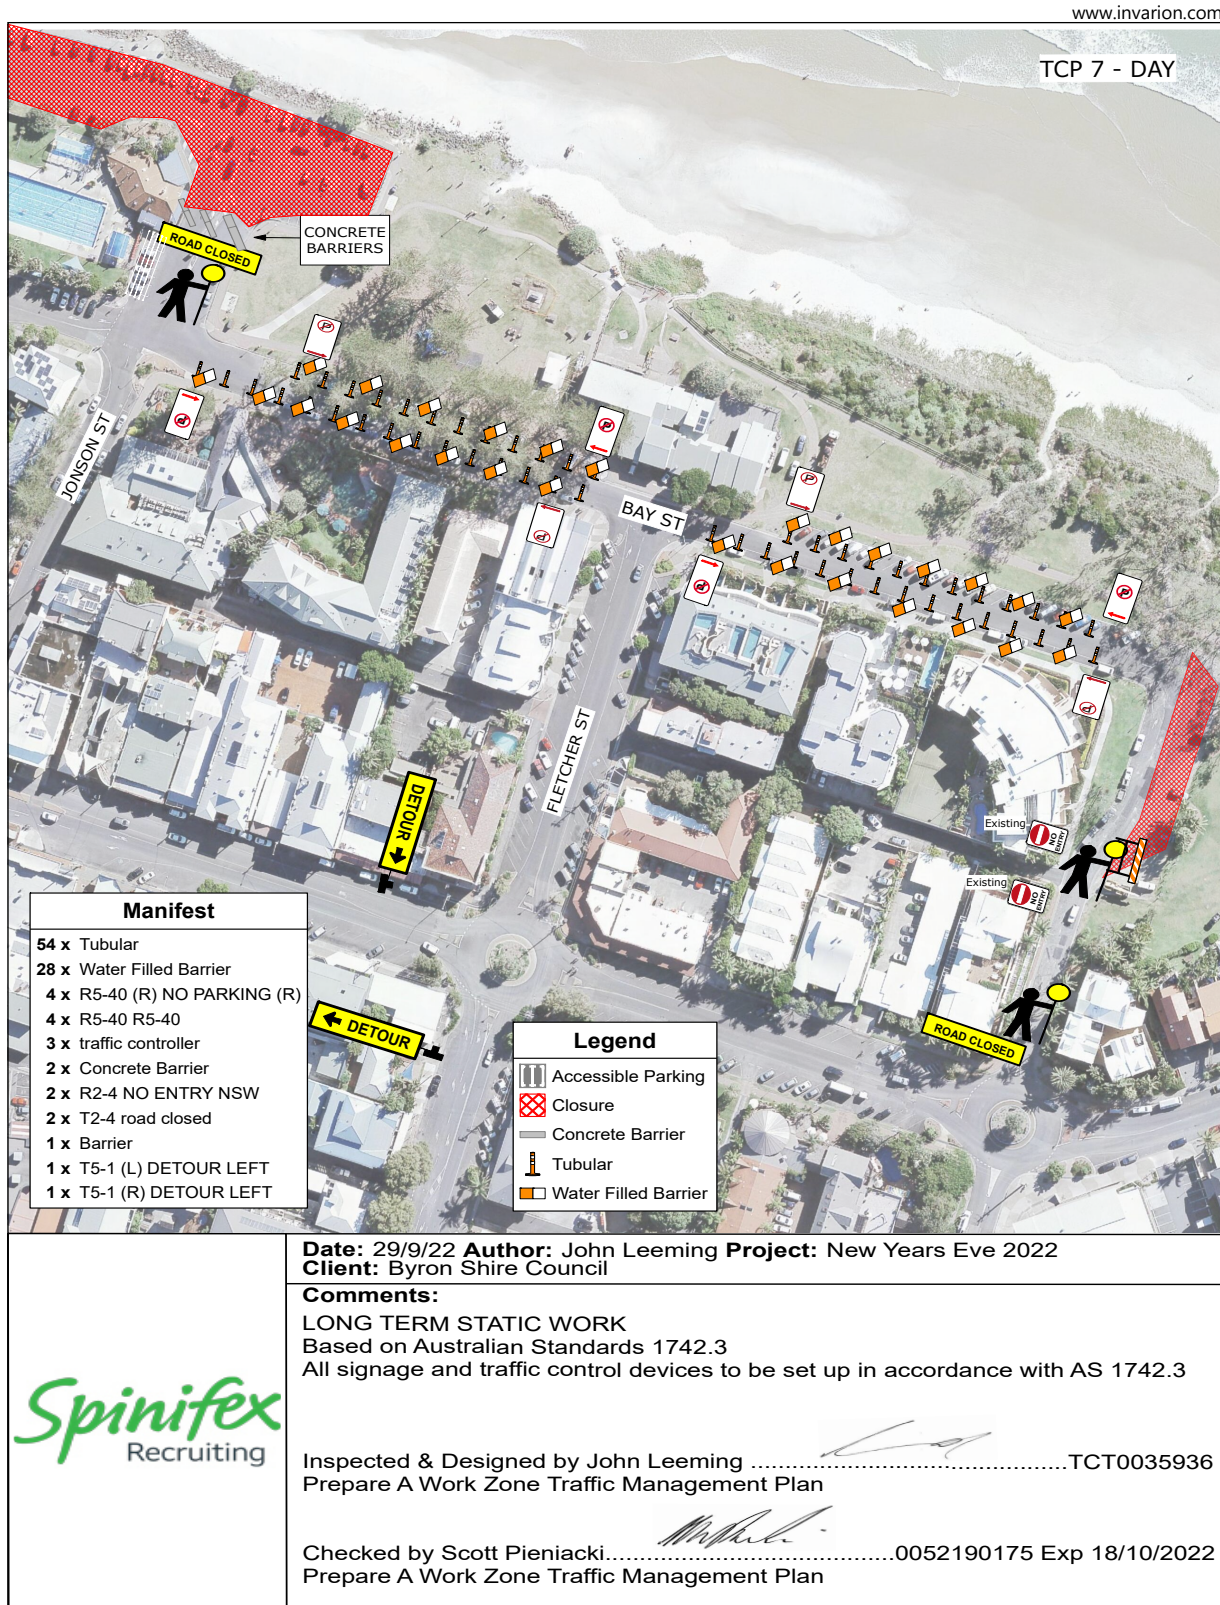 www.invarion.com
TCP 7 - DAY
CONCRETE
BARRIERS
ROAD CLOSED
P
P
JONSON ST
P
P
BAY ST
P
P
P
P
FLETCHER ST
DETOUR
Existing
NO
ENTRY
Existing
NO
ENTRY
DETOUR
ROAD CLOSED
Manifest
54 x Tubular
28 x Water Filled Barrier
4 x R5-40 (R) NO PARKING (R)
4 x R5-40 R5-40
3 x traffic controller
2 x Concrete Barrier
2 x R2-4 NO ENTRY NSW
2 x T2-4 road closed
1 x Barrier
1 x T5-1 (L) DETOUR LEFT
1 x T5-1 (R) DETOUR LEFT
Legend
Accessible Parking
Closure
Concrete Barrier
Tubular
Water Filled Barrier
Spinifex
Recruiting
Date: 29/9/22 Author: John Leeming Project: New Years Eve 2022
Client: Byron Shire Council
Comments:
LONG TERM STATIC WORK
Based on Australian Standards 1742.3
All signage and traffic control devices to be set up in accordance with AS 1742.3
Inspected & Designed by John Leeming ................................................TCT0035936
Prepare A Work Zone Traffic Management Plan
Checked by Scott Pieniacki...........................................0052190175 Exp 18/10/2022
Prepare A Work Zone Traffic Management Plan